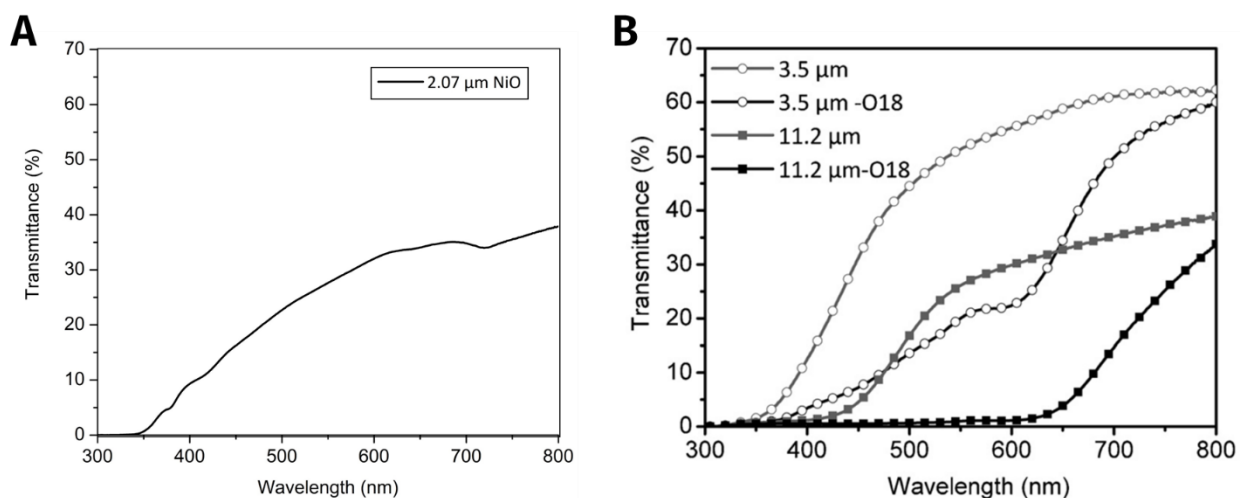 A
70
60
50
40
30
20
10
0
Transmittance (%)
2.07 μm NiO
300 400 500 600 700 800
Wavelength (nm)
B
70
60
50
40
30
20
10
0
Transmittance (%)
3.5 μm
3.5 μm -O18
11.2 μm
11.2 μm-O18
300 400 500 600 700 800
Wavelength (nm)